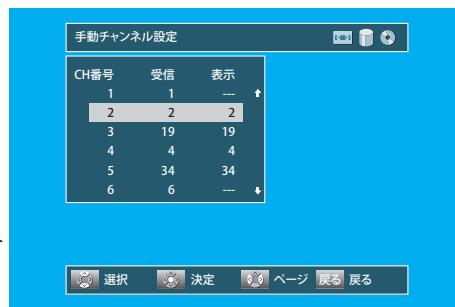 手動チャンネル設定
CH番号 受信 表示
1 1 ---
2 2 2
3 19 19
4 4 4
5 34 34
6 6 ---
選択 決定 ページ 戻る 戻る